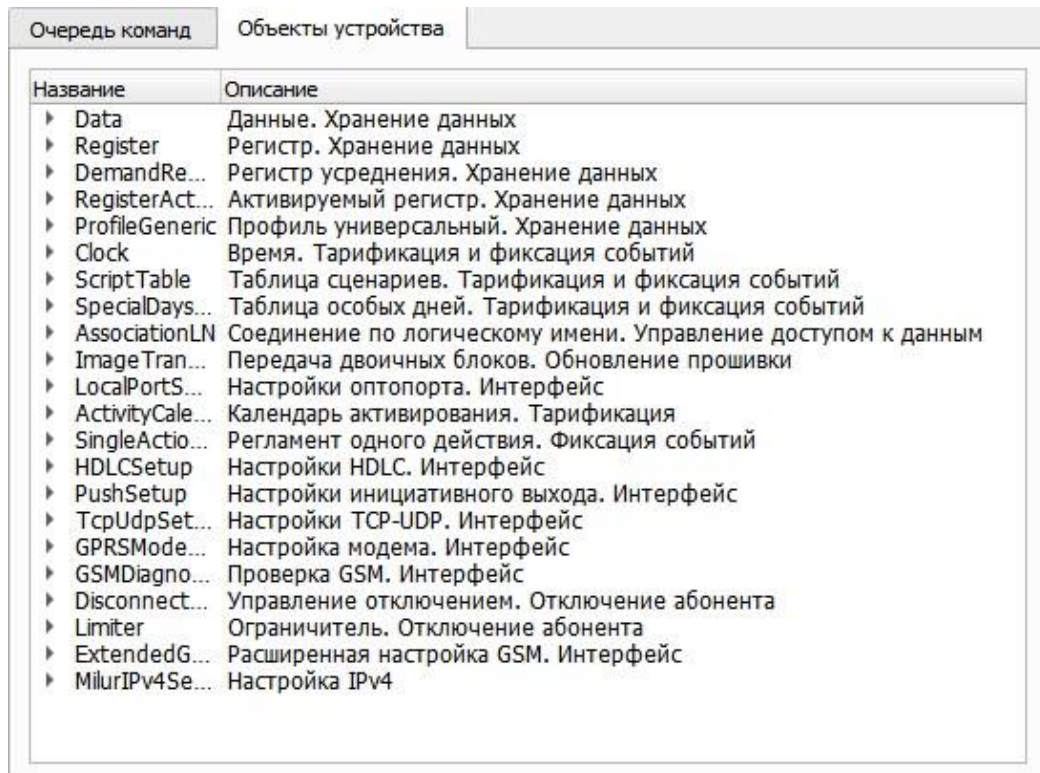 Очередь команд Объекты устройства
Название Описание
Data Данные. Хранение данных
Register Регистр. Хранение данных
DemandRe... Регистр усреднения. Хранение данных
RegisterAct... Активируемый регистр. Хранение данных
ProfileGeneric Профиль универсальный. Хранение данных
Clock Время. Тарификация и фиксация событий
ScriptTable Таблица сценариев. Тарификация и фиксация событий
SpecialDays... Таблица особых дней. Тарификация и фиксация событий
AssociationLN Соединение по логическому имени. Управление доступом к данным
ImageTran... Передача двоичных блоков. Обновление прошивки
LocalPortS... Настройки оптопорта. Интерфейс
ActivityCale... Календарь активирования. Тарификация
SingleActio... Регламент одного действия. Фиксация событий
HDLCSetup Настройки HDLC. Интерфейс
PushSetup Настройки инициативного выхода. Интерфейс
TcpUdpSet... Настройки TCP-UDP. Интерфейс
GPRSMode... Настройка модема. Интерфейс
GSMDiagno... Проверка GSM. Интерфейс
Disconnect... Управление отключением. Отключение абонента
Limiter Ограничитель. Отключение абонента
ExtendedG... Расширенная настройка GSM. Интерфейс
MilurIPv4Se... Настройка IPv4